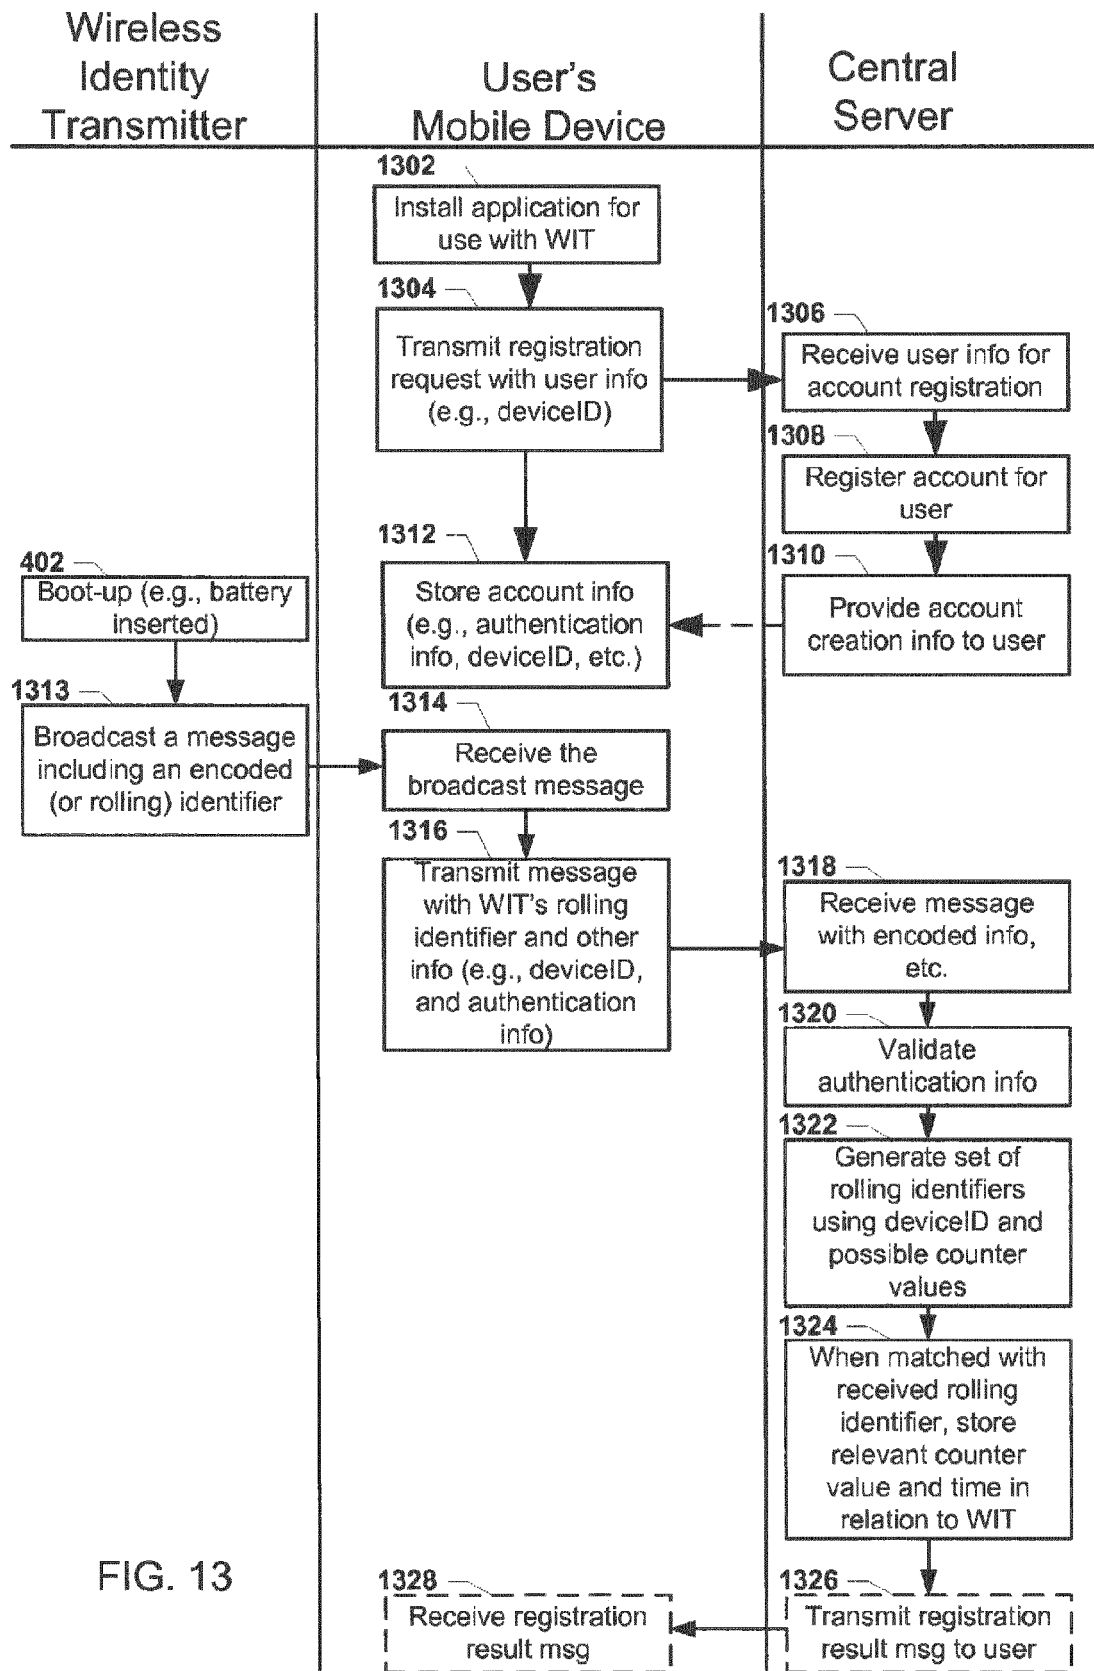 Wireless
Identity
Transmitter
User's
Mobile Device
Central
Server
1302
Install application for
use with WIT
1304
Transmit registration
request with user info
(e.g., deviceID)
1306
Receive user info for
account registration
1308
Register account for
user
1310
Provide account
creation info to user
1312
Store account info
(e.g., authentication
info, deviceID, etc.)
402
Boot-up (e.g., battery
inserted)
1313
Broadcast a message
including an encoded
(or rolling) identifier
1314
Receive the
broadcast message
1316
Transmit message
with WIT's rolling
identifier and other
info (e.g., deviceID,
and authentication
info)
1318
Receive message
with encoded info,
etc.
1320
Validate
authentication info
1322
Generate set of
rolling identifiers
using deviceID and
possible counter
values
1324
When matched with
received rolling
identifier, store
relevant counter
value and time in
relation to WIT
1326
Transmit registration
result msg to user
1328
Receive registration
result msg
FIG. 13